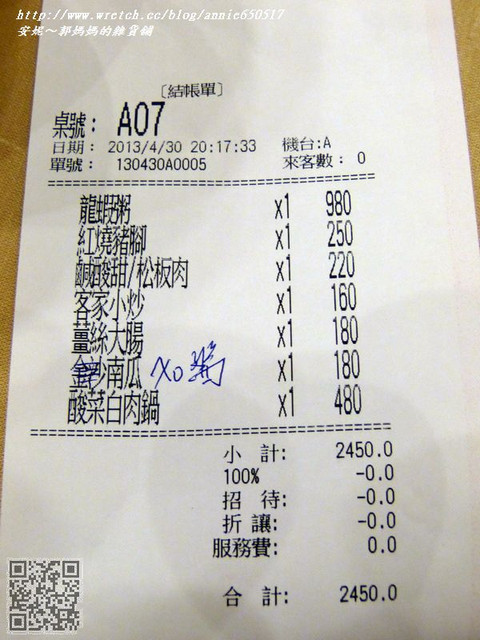 http://www.wretch.cc/blog/annie650517
安妮～郭媽媽的雜貨舖
〔結帳單〕
桌號： A07
日期： 2013/4/30 20:17:33 機台:A
單號： 130430A0005 來客數： 0
龍蝦粥 x1 980
紅燒豬腳 x1 250
鹹酸甜/松板肉 x1 220
客家小炒 x1 160
薑絲大腸 x1 180
金沙南瓜 XO醬 x1 180
酸菜白肉鍋 x1 480
小 計: 2450.0
100% -0.0
招 待: -0.0
折 讓: -0.0
服務費: 0.0
合 計: 2450.0